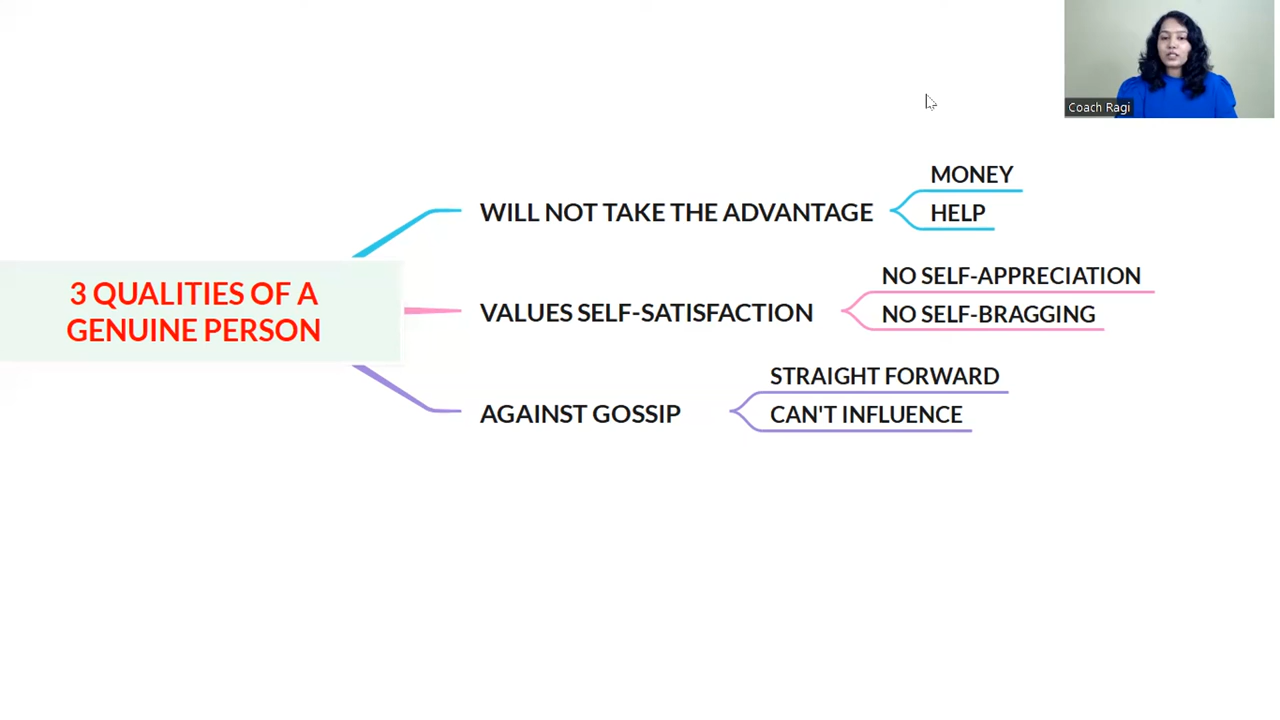 Coach Ragi
3 QUALITIES OF A
GENUINE PERSON
WILL NOT TAKE THE ADVANTAGE
MONEY
HELP
VALUES SELF-SATISFACTION
NO SELF-APPRECIATION
NO SELF-BRAGGING
AGAINST GOSSIP
STRAIGHT FORWARD
CAN'T INFLUENCE